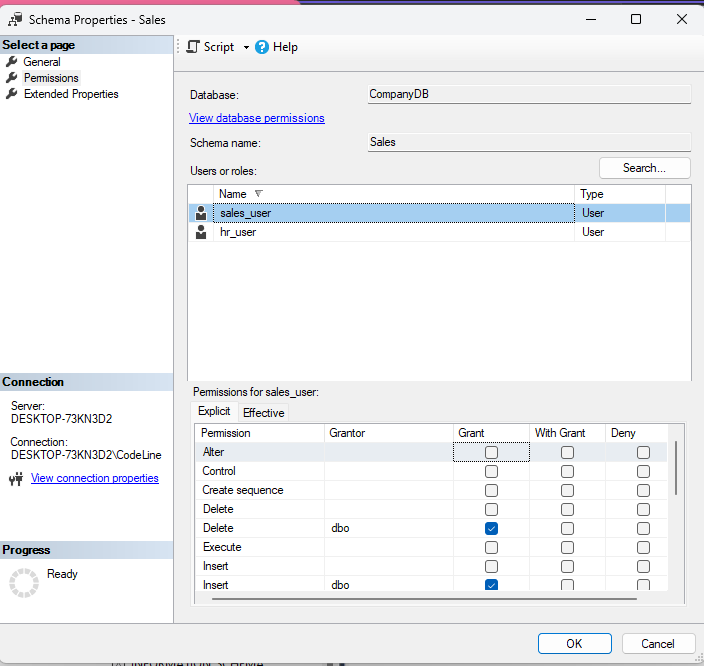 Schema Properties - Sales
Select a page
General
Permissions
Extended Properties
Script
Help
Database:
CompanyDB
View database permissions
Schema name:
Sales
Users or roles:
Search...
Name Type
sales_user User
hr_user User
Permissions for sales_user:
Explicit Effective
Permission Grantor Grant With Grant Deny
Alter
Control
Create sequence
Delete
Delete dbo
Execute
Insert
Insert dbo
Connection
Server:
DESKTOP-73KN3D2
Connection:
DESKTOP-73KN3D2\CodeLine
View connection properties
Progress
Ready
OK Cancel